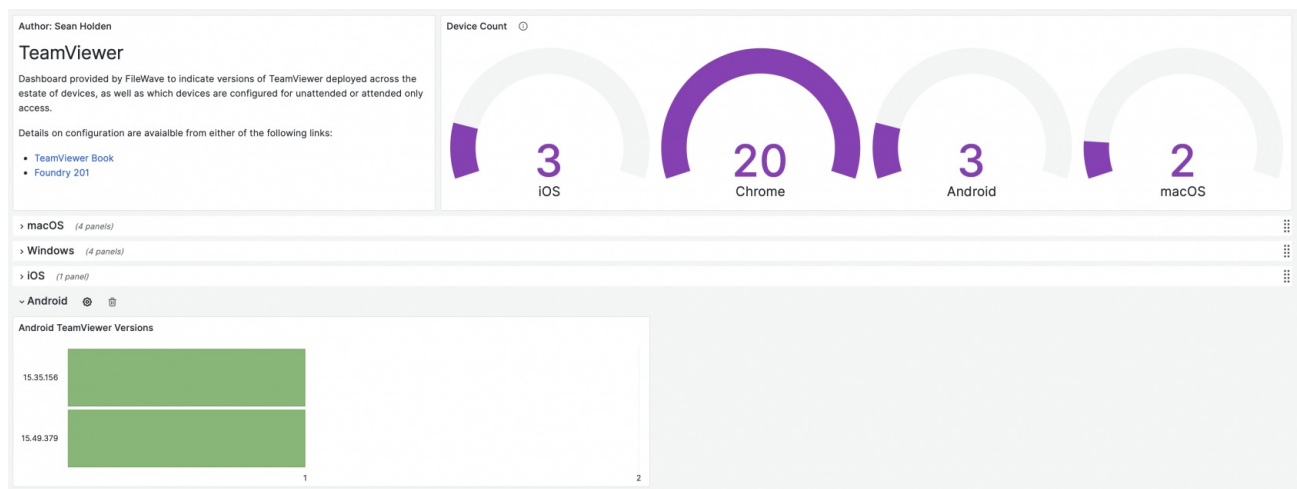 Author: Sean Holden
TeamViewer
Dashboard provided by FileWave to indicate versions of TeamViewer deployed across the
estate of devices, as well as which devices are configured for unattended or attended only
access.
Details on configuration are avaialble from either of the following links:
TeamViewer Book
Foundry 201
Device Count
3
iOS
20
Chrome
3
Android
2
macOS
macOS (4 panels)
Windows (4 panels)
iOS (1 panel)
Android
Android TeamViewer Versions
15.35.156
15.49.379
1 2